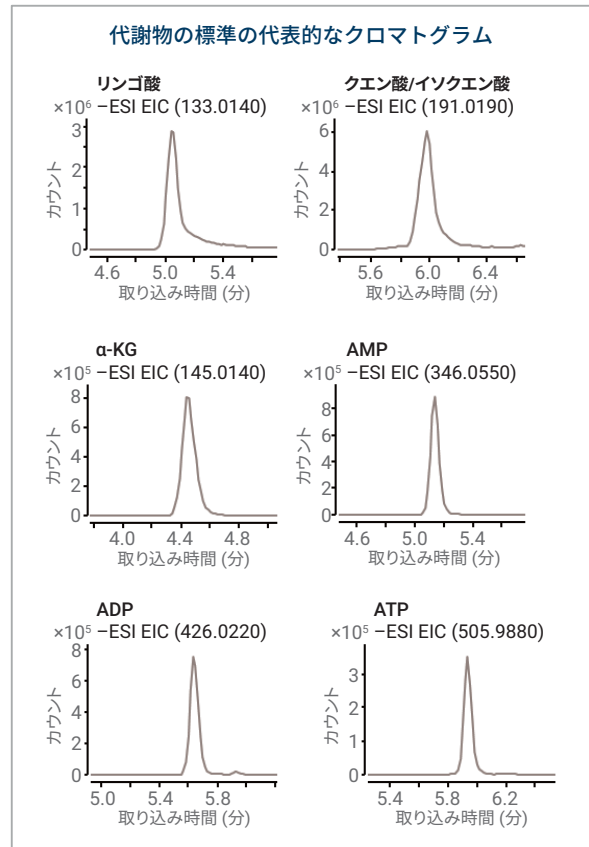 代謝物の標準の代表的なクロマトグラム
リンゴ酸
×10⁶ –ESI EIC (133.0140)
カウント
3
2
1
0
4.6 5.0 5.4
取り込み時間 (分)
クエン酸/イソクエン酸
×10⁶ –ESI EIC (191.0190)
カウント
6
4
2
0
5.6 6.0 6.4
取り込み時間 (分)
α-KG
×10⁵ –ESI EIC (145.0140)
カウント
8
6
4
2
0
4.0 4.4 4.8
取り込み時間 (分)
AMP
×10⁵ –ESI EIC (346.0550)
カウント
8
6
4
2
0
4.6 5.0 5.4
取り込み時間 (分)
ADP
×10⁵ –ESI EIC (426.0220)
カウント
8
6
4
2
0
5.0 5.4 5.8
取り込み時間 (分)
ATP
×10⁵ –ESI EIC (505.9880)
カウント
3
2
1
0
5.4 5.8 6.2
取り込み時間 (分)